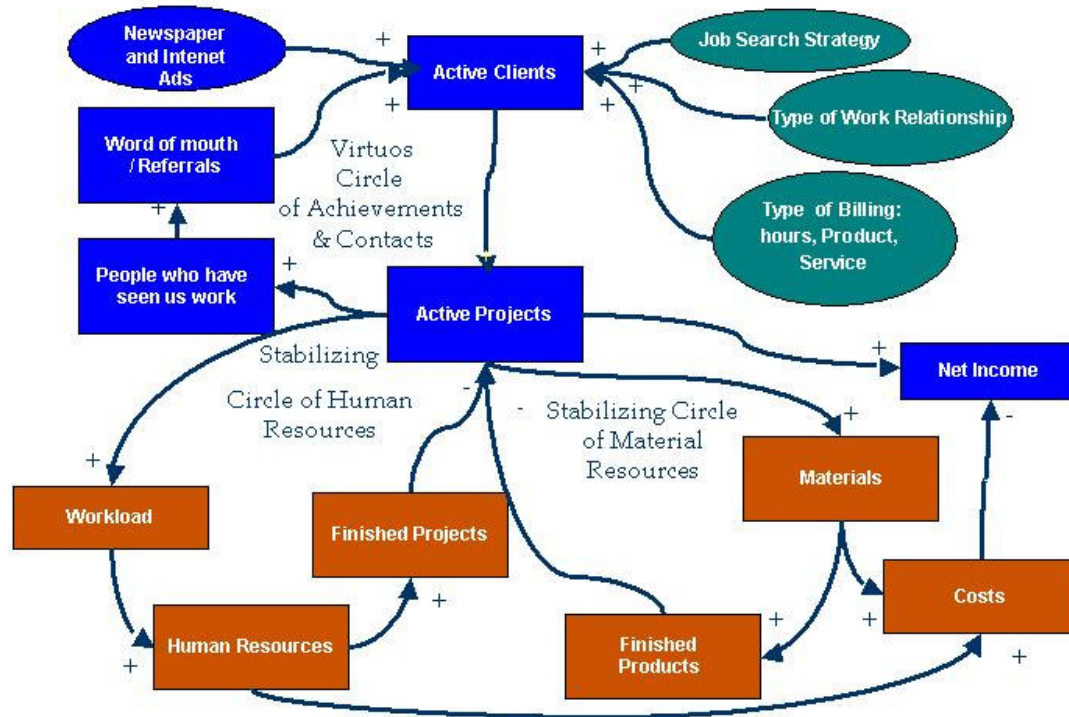 Newspaper
and Intenet
Ads
+
+
Active Clients
+
+
+
Job Search Strategy
Type of Work Relationship
Type of Billing:
hours, Product,
Service
Word of mouth
/ Referrals
Virtuos
Circle
of Achievements
& Contacts
+
People who have
seen us work
+
Active Projects
Stabilizing
Circle of Human
Resources
-
-
Stabilizing Circle
of Material
Resources
+
Net Income
-
+
Materials
+
Workload
Finished Projects
+
+
Human Resources
Finished
Products
+
+
Costs
+